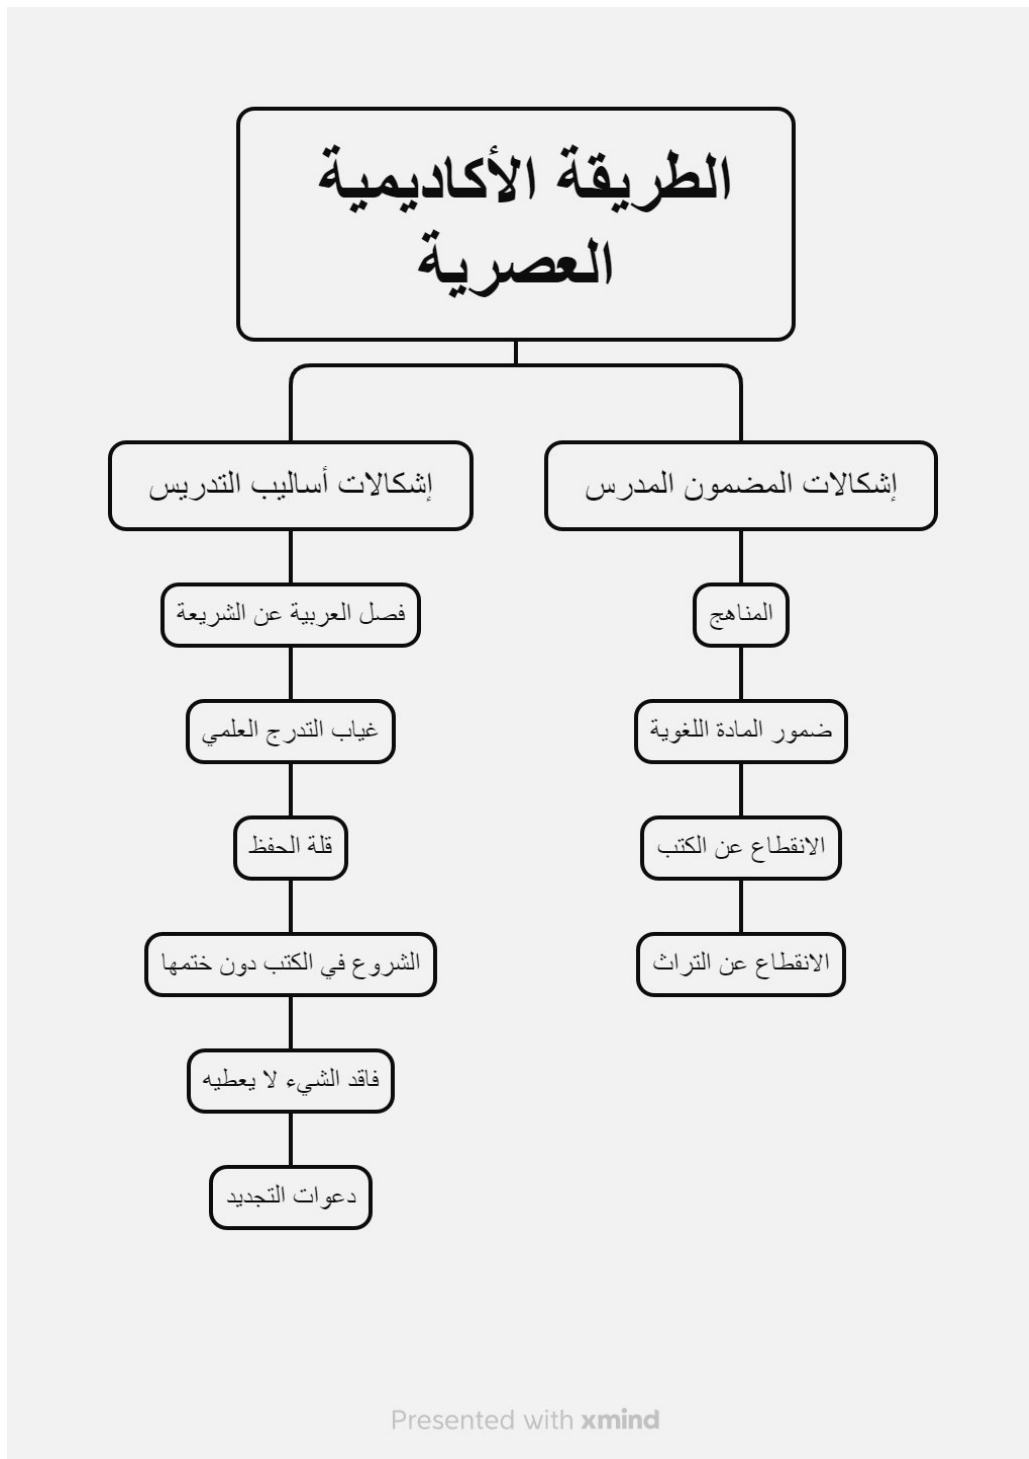 الطريقة الأكاديمية
العصرية
إشكالات المضمون المدرس
المناهج
ضمور المادة اللغوية
الانقطاع عن الكتب
الانقطاع عن التراث
إشكالات أساليب التدريس
فصل العربية عن الشريعة
غياب التدرج العلمي
قلة الحفظ
الشروع في الكتب دون ختمها
فاقد الشيء لا يعطيه
دعوات التجديد
Presented with xmind